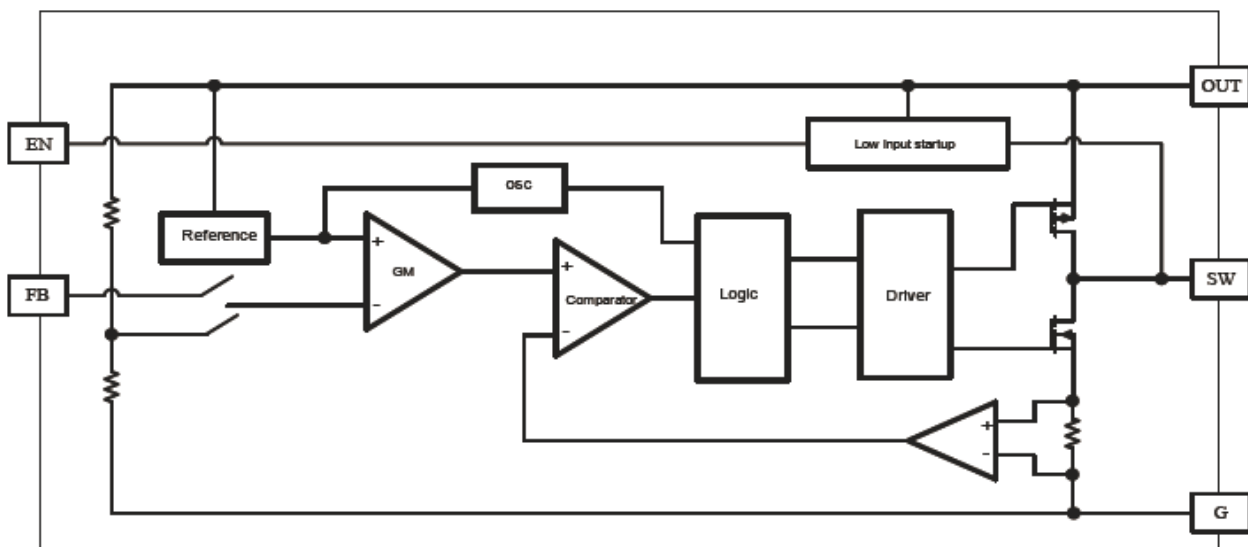 OUT
EN
Low Input startup
OSC
Reference
+
GM
-
FB
+
Comparator
-
Logic
Driver
SW
+
-
G